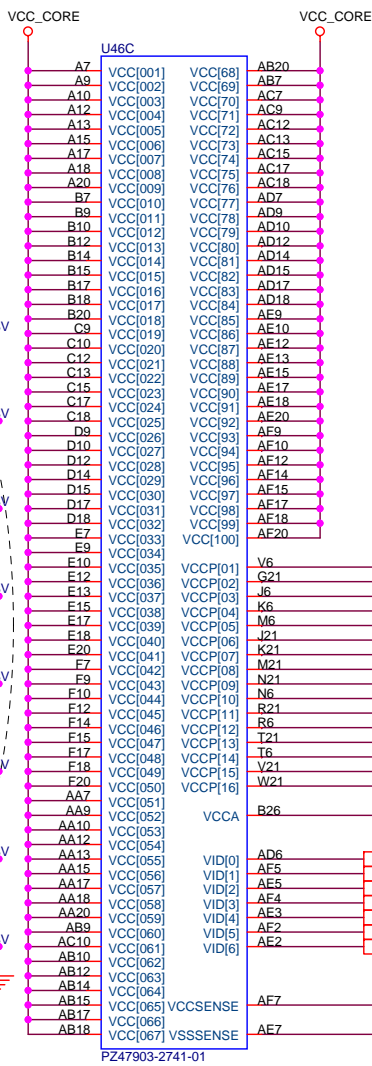 VCC_CORE VCC_CORE
U46C
A7 VCC[001] VCC[68] AB20
A9 VCC[002] VCC[69] AB7
A10 VCC[003] VCC[70] AC7
A12 VCC[004] VCC[71] AC9
A13 VCC[005] VCC[72] AC12
A15 VCC[006] VCC[73] AC13
A17 VCC[007] VCC[74] AC15
A18 VCC[008] VCC[75] AC17
A20 VCC[009] VCC[76] AC18
B7 VCC[010] VCC[77] AD7
B9 VCC[011] VCC[78] AD9
B10 VCC[012] VCC[79] AD10
B12 VCC[013] VCC[80] AD12
B14 VCC[014] VCC[81] AD14
B15 VCC[015] VCC[82] AD15
B17 VCC[016] VCC[83] AD17
B18 VCC[017] VCC[84] AD18
B20 VCC[018] VCC[85] AE9
C9 VCC[019] VCC[86] AE10
C10 VCC[020] VCC[87] AE12
C12 VCC[021] VCC[88] AE13
C13 VCC[022] VCC[89] AE15
C15 VCC[023] VCC[90] AE17
C17 VCC[024] VCC[91] AE18
C18 VCC[025] VCC[92] AE20
D9 VCC[026] VCC[93] AF9
D10 VCC[027] VCC[94] AF10
D12 VCC[028] VCC[95] AF12
D14 VCC[029] VCC[96] AF14
D15 VCC[030] VCC[97] AF15
D17 VCC[031] VCC[98] AF17
D18 VCC[032] VCC[99] AF18
E7 VCC[033] VCC[100] AF20
E9 VCC[034]
E10 VCC[035] VCCP[01] V6
E12 VCC[036] VCCP[02] G21
E13 VCC[037] VCCP[03] J6
E15 VCC[038] VCCP[04] K6
E17 VCC[039] VCCP[05] M6
E18 VCC[040] VCCP[06] J21
E20 VCC[041] VCCP[07] K21
F7 VCC[042] VCCP[08] M21
F9 VCC[043] VCCP[09] N21
F10 VCC[044] VCCP[10] N6
F12 VCC[045] VCCP[11] R21
F14 VCC[046] VCCP[12] R6
F15 VCC[047] VCCP[13] T21
F17 VCC[048] VCCP[14] T6
F18 VCC[049] VCCP[15] V21
F20 VCC[050] VCCP[16] W21
AA7 VCC[051]
AA9 VCC[052] VCCA B26
AA10 VCC[053]
AA12 VCC[054]
AA13 VCC[055] VID[0] AD6
AA15 VCC[056] VID[1] AF5
AA17 VCC[057] VID[2] AE5
AA18 VCC[058] VID[3] AF4
AA20 VCC[059] VID[4] AE3
AB9 VCC[060] VID[5] AF2
AC10 VCC[061] VID[6] AE2
AB10 VCC[062]
AB12 VCC[063]
AB14 VCC[064]
AB15 VCC[065] VCCSENSE AF7
AB17 VCC[066]
AB18 VCC[067] VSSSENSE AE7
PZ47903-2741-01